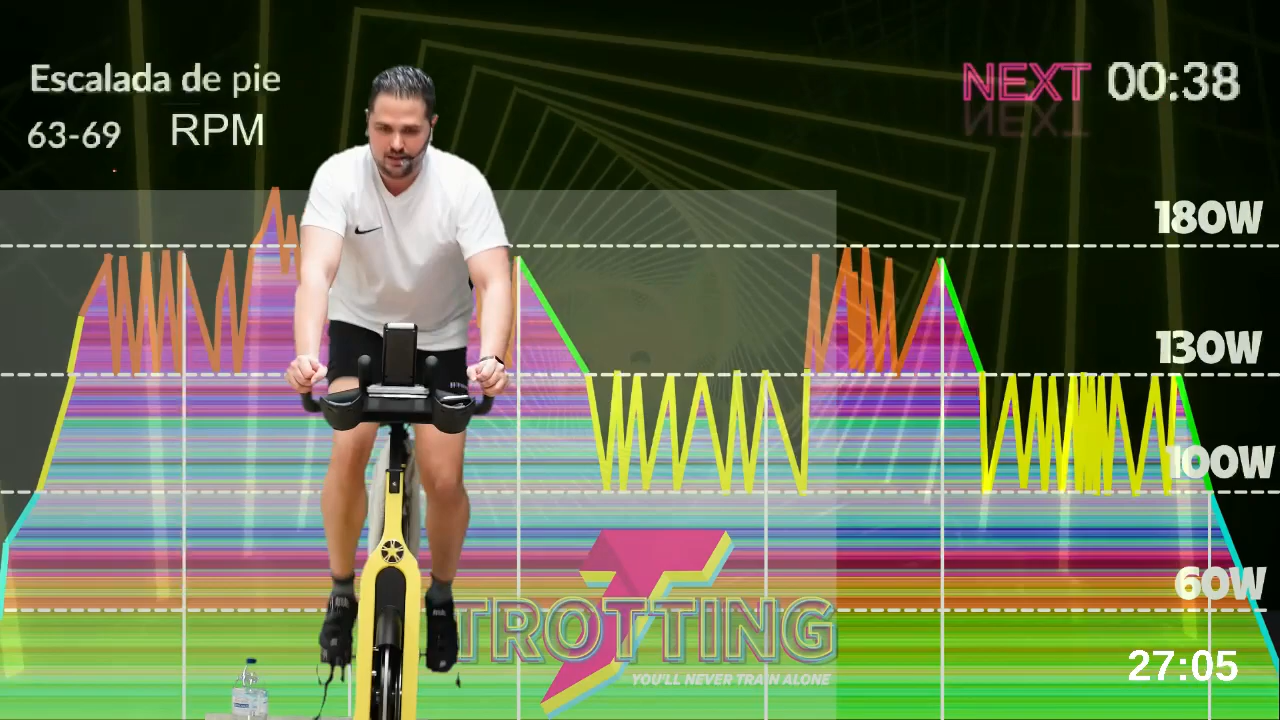 Escalada de pie
63-69 RPM
NEXT 00:38
180W
130W
100W
60W
TROTTING
YOU'LL NEVER TRAIN ALONE
27:05